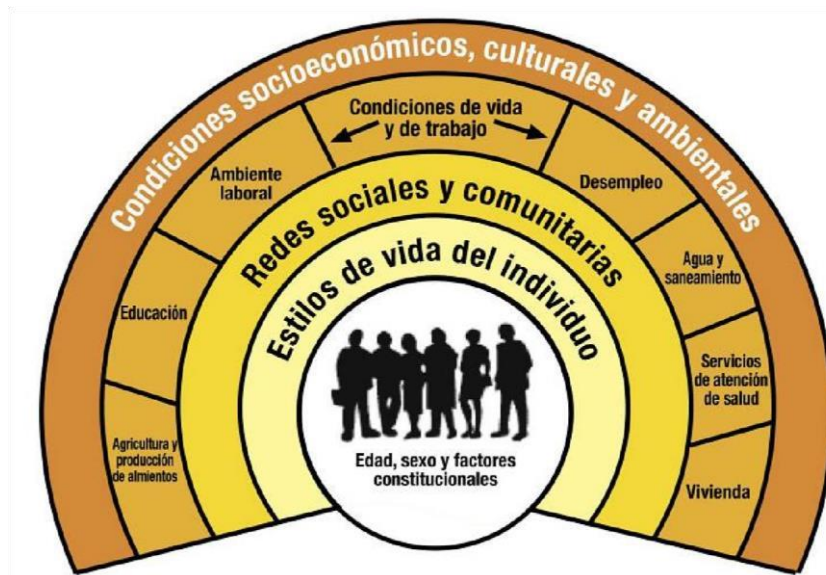 Condiciones socioeconómicos, culturales y ambientales
Condiciones de vida
y de trabajo
Ambiente
laboral
Desempleo
Redes sociales y comunitarias
Educación
Agua y
saneamiento
Estilos de vida del individuo
Servicios
de atención
de salud
Agricultura y
producción
de almientos
Edad, sexo y factores
constitucionales
Vivienda